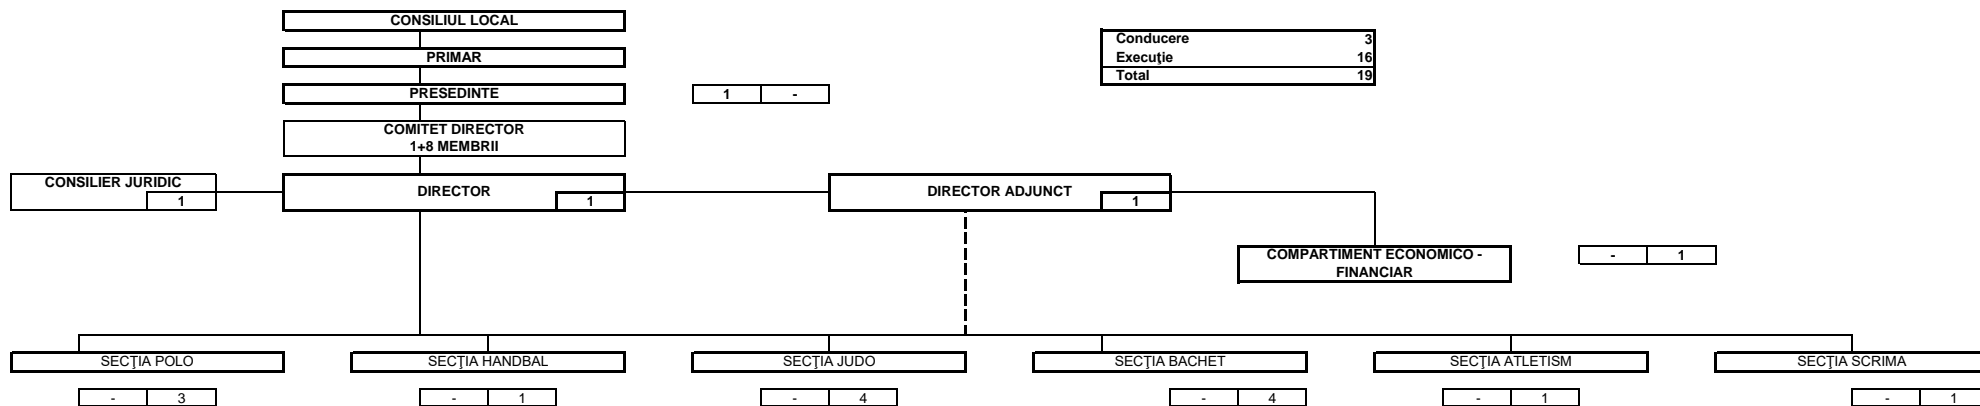 CONSILIUL LOCAL
Conducere 3
PRIMAR
Execuţie 16
Total 19
PRESEDINTE
1 -
COMITET DIRECTOR
1+8 MEMBRII
CONSILIER JURIDIC
1
DIRECTOR
1
DIRECTOR ADJUNCT
1
COMPARTIMENT ECONOMICO -
FINANCIAR
- 1
SECŢIA POLO
SECŢIA HANDBAL
SECŢIA JUDO
SECŢIA BACHET
SECŢIA ATLETISM
SECŢIA SCRIMA
- 3
- 1
- 4
- 4
- 1
- 1